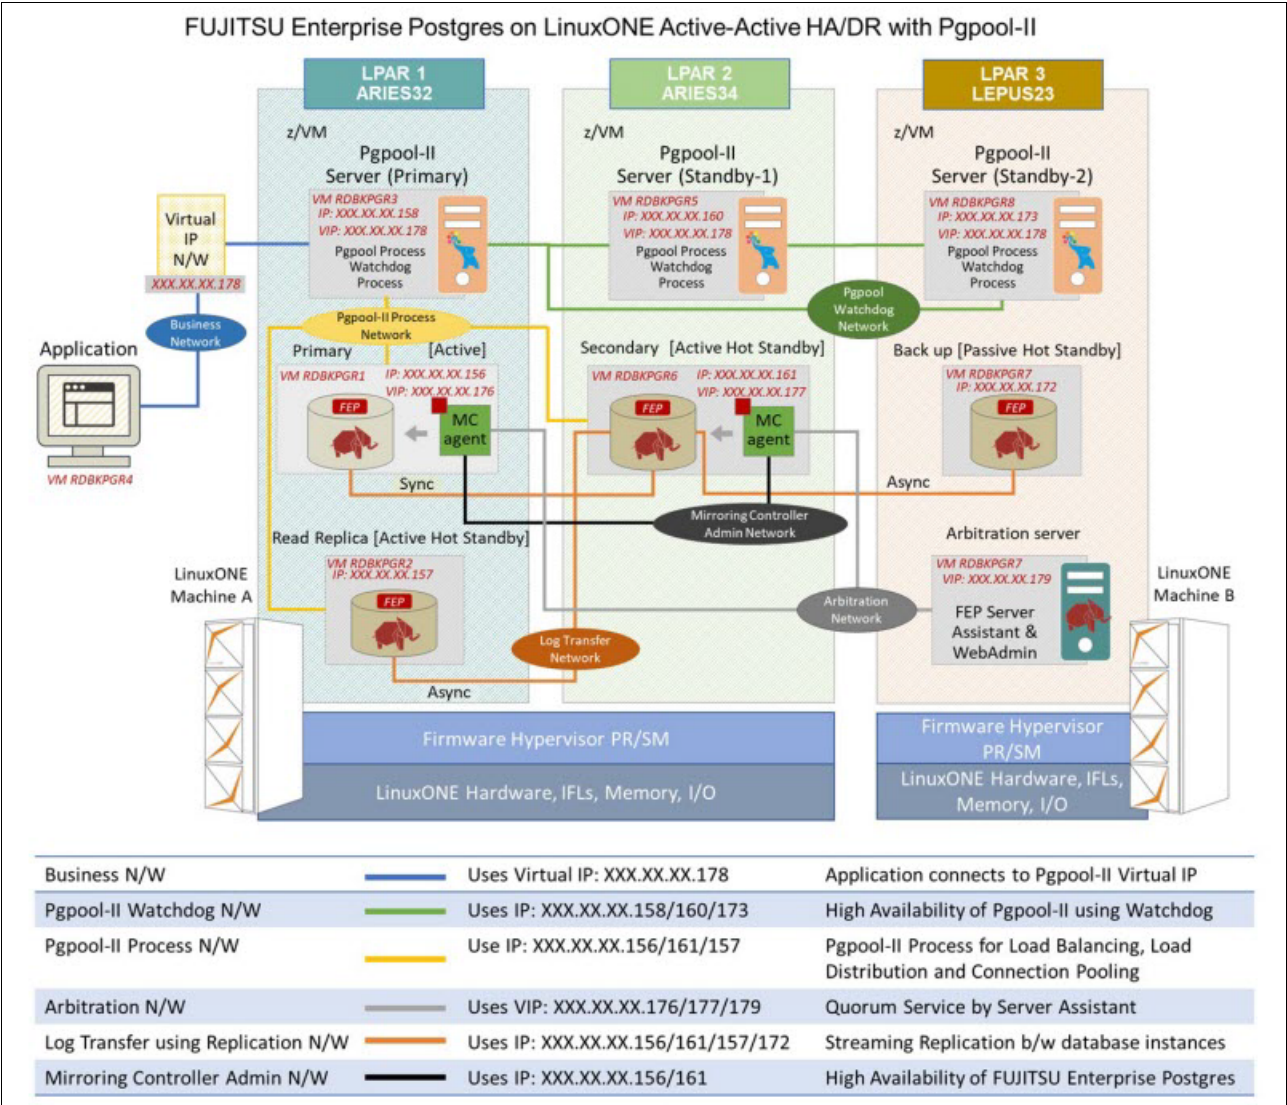 FUJITSU Enterprise Postgres on LinuxONE Active-Active HA/DR with Pgpool-II
LPAR 1
ARIES32
LPAR 2
ARIES34
LPAR 3
LEPUS23
z/VM
Pgpool-II
Server (Primary)
VM RDBKPGR3
IP: XXX.XX.XX.158
VIP: XXX.XX.XX.178
Pgpool Process
Watchdog
Process
z/VM
Pgpool-II
Server (Standby-1)
VM RDBKPGR5
IP: XXX.XX.XX.160
VIP: XXX.XX.XX.178
Pgpool Process
Watchdog
Process
z/VM
Pgpool-II
Server (Standby-2)
VM RDBKPGR8
IP: XXX.XX.XX.173
VIP: XXX.XX.XX.178
Pgpool Process
Watchdog
Process
Virtual
IP
N/W
XXX.XX.XX.178
Business
Network
Application
VM RDBKPGR4
Pgpool-II Process
Network
Pgpool
Watchdog
Network
Primary
[Active]
VM RDBKPGR1
IP: XXX.XX.XX.156
VIP: XXX.XX.XX.176
FEP
MC
agent
Sync
Secondary
[Active Hot Standby]
VM RDBKPGR6
IP: XXX.XX.XX.161
VIP: XXX.XX.XX.177
FEP
MC
agent
Back up [Passive Hot Standby]
VM RDBKPGR7
IP: XXX.XX.XX.172
FEP
Async
Mirroring Controller
Admin Network
Read Replica [Active Hot Standby]
VM RDBKPGR2
IP: XXX.XX.XX.157
FEP
Async
Log Transfer
Network
Arbitration
Network
Arbitration server
VM RDBKPGR7
VIP: XXX.XX.XX.179
FEP Server
Assistant &
WebAdmin
LinuxONE
Machine A
LinuxONE
Machine B
Firmware Hypervisor PR/SM
LinuxONE Hardware, IFLs, Memory, I/O
Firmware Hypervisor
PR/SM
LinuxONE Hardware, IFLs,
Memory, I/O
Business N/W Uses Virtual IP: XXX.XX.XX.178 Application connects to Pgpool-II Virtual IP
Pgpool-II Watchdog N/W Uses IP: XXX.XX.XX.158/160/173 High Availability of Pgpool-II using Watchdog
Pgpool-II Process N/W Use IP: XXX.XX.XX.156/161/157 Pgpool-II Process for Load Balancing, Load
Distribution and Connection Pooling
Arbitration N/W Uses VIP: XXX.XX.XX.176/177/179 Quorum Service by Server Assistant
Log Transfer using Replication N/W Uses IP: XXX.XX.XX.156/161/157/172 Streaming Replication b/w database instances
Mirroring Controller Admin N/W Uses IP: XXX.XX.XX.156/161 High Availability of FUJITSU Enterprise Postgres